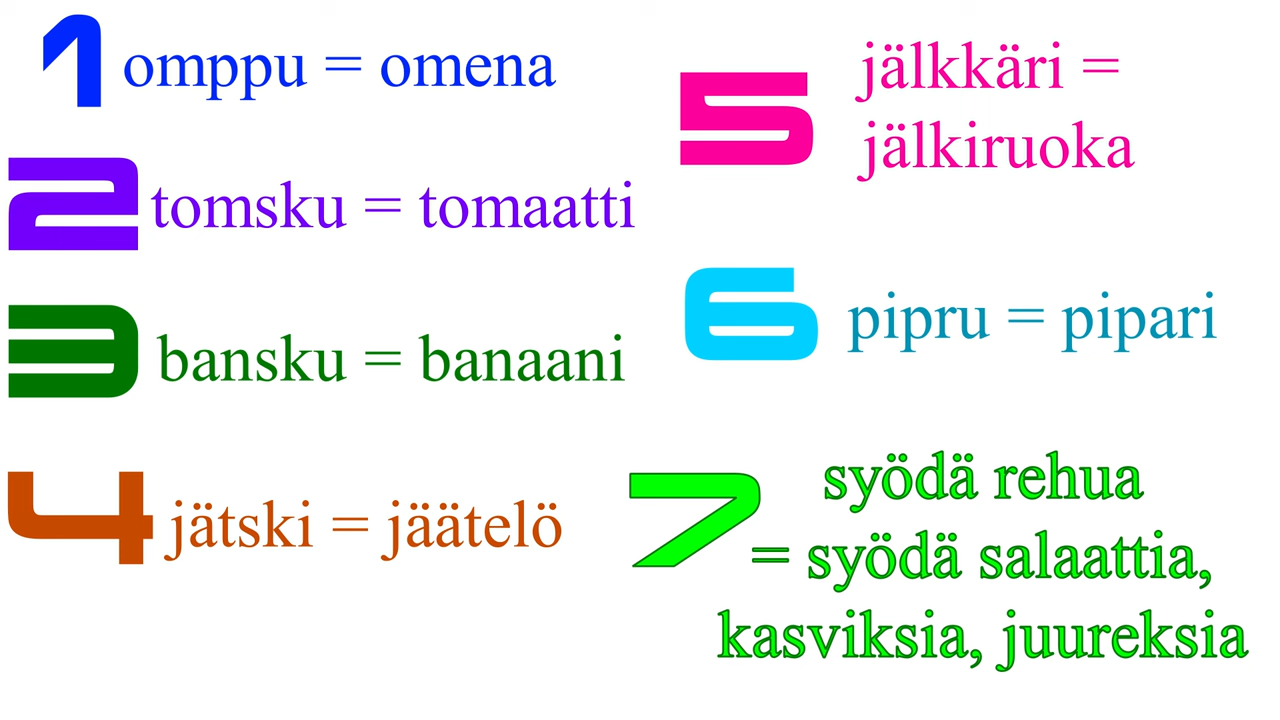 1 omppu = omena
2 tomsku = tomaatti
3 bansku = banaani
4 jätski = jäätelö
5 jälkkäri =
jälkiruoka
6 pipru = pipari
7 syödä rehua
= syödä salaattia,
kasviksia, juureksia